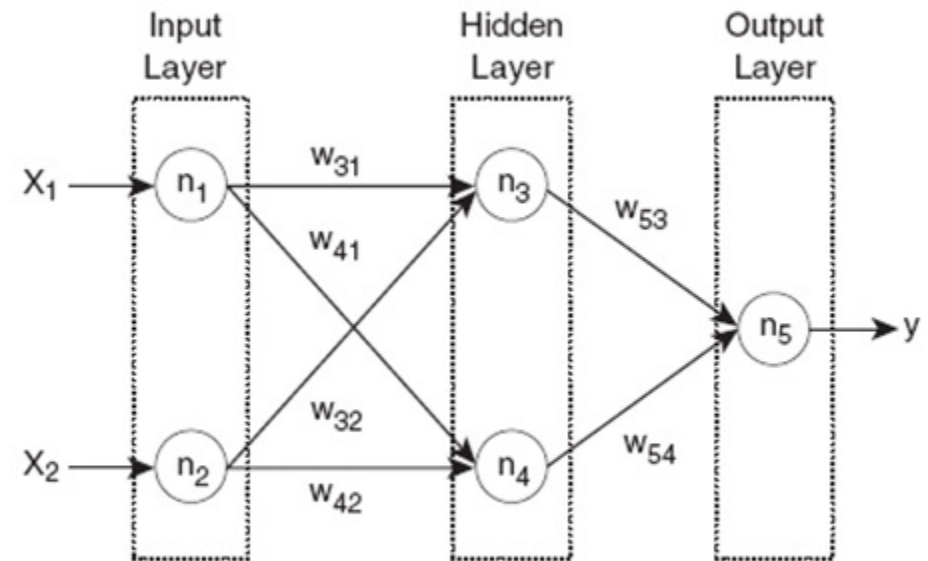 Input Layer
Hidden Layer
Output Layer
X₁
n₁
w₃₁
n₃
w₄₁
w₅₃
n₅
y
w₃₂
X₂
n₂
w₄₂
n₄
w₅₄